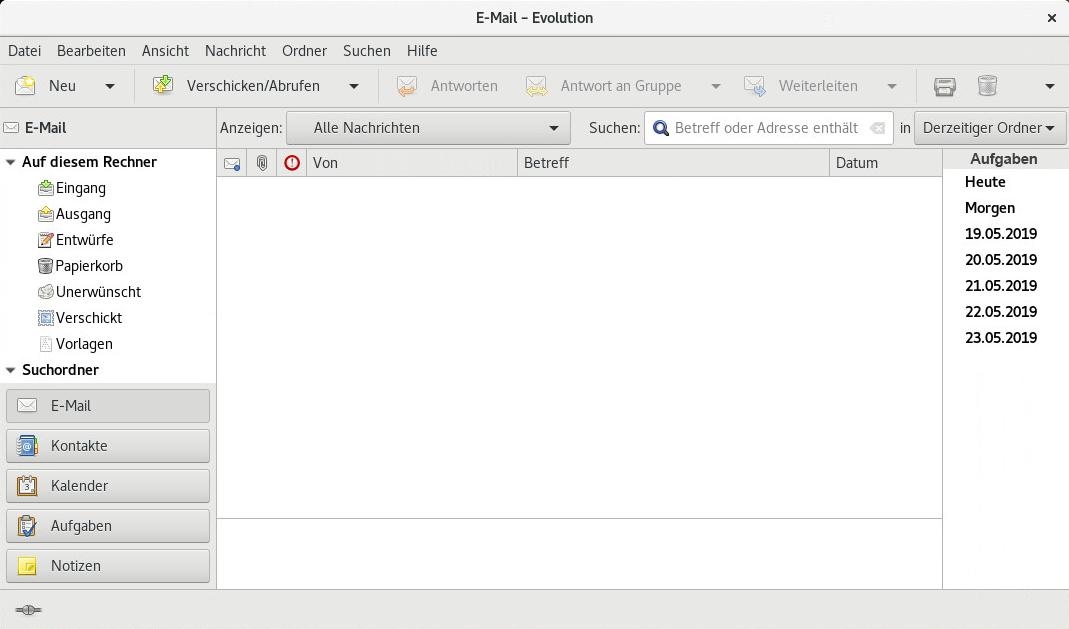 E-Mail – Evolution
Datei Bearbeiten Ansicht Nachricht Ordner Suchen Hilfe
Neu Verschicken/Abrufen Antworten Antwort an Gruppe Weiterleiten
E-Mail Anzeigen: Alle Nachrichten Suchen: Betreff oder Adresse enthält in Derzeitiger Ordner
Auf diesem Rechner
Eingang
Ausgang
Entwürfe
Papierkorb
Unerwünscht
Verschickt
Vorlagen
Suchordner
E-Mail
Kontakte
Kalender
Aufgaben
Notizen
Von Betreff Datum
Aufgaben
Heute
Morgen
19.05.2019
20.05.2019
21.05.2019
22.05.2019
23.05.2019